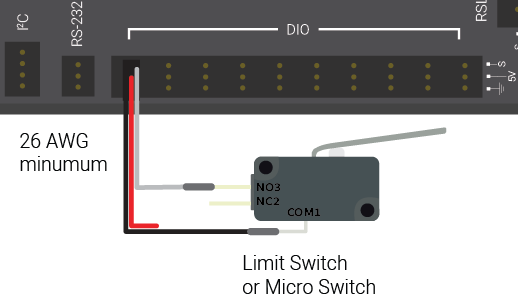 I²C
RS-232
DIO
RSL
S
S
5V
26 AWG
minumum
NO3
NC2
COM1
Limit Switch
or Micro Switch